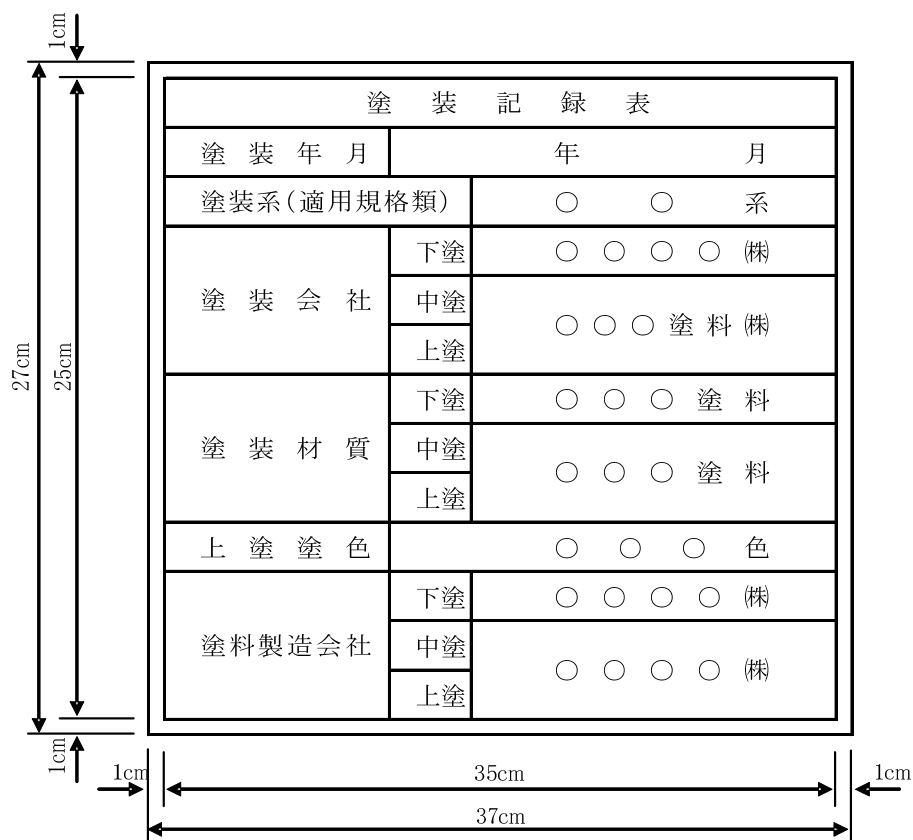 1cm
塗装記録表
塗装年月 年 月
塗装系(適用規格類) ○ ○ 系
塗装会社 下塗 ○ ○ ○ ○ ㈱
中塗 ○○○塗料㈱
上塗
塗装材質 下塗 ○ ○ ○ 塗料
中塗 ○ ○ ○ 塗料
上塗
上塗塗色 ○ ○ ○ 色
塗料製造会社 下塗 ○ ○ ○ ○ ㈱
中塗 ○ ○ ○ ○ ㈱
上塗
27cm
25cm
1cm
1cm
35cm
1cm
37cm